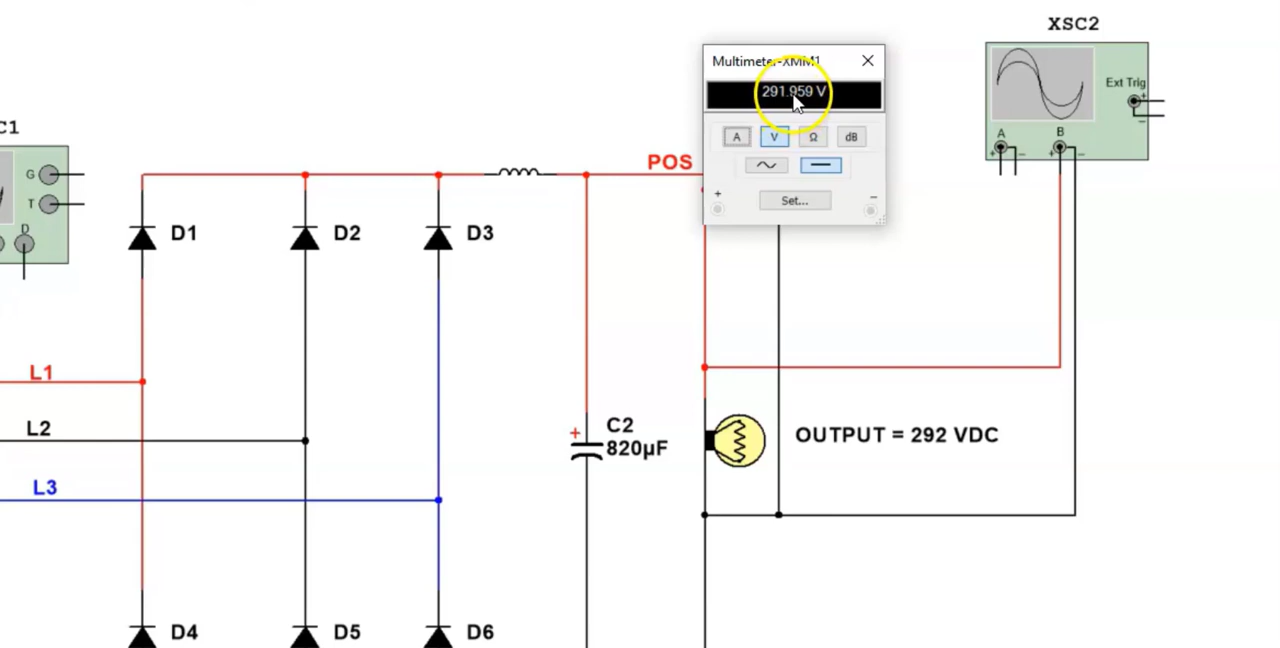 XSC2
Multimeter-XMM1
291.959 V
Ext Trig
+
−
A
B
+
−
+
−
A
V
Ω
dB
Set...
+
−
C1
G
T
D
POS
D1
D2
D3
L1
L2
L3
+
C2
820µF
OUTPUT = 292 VDC
D4
D5
D6